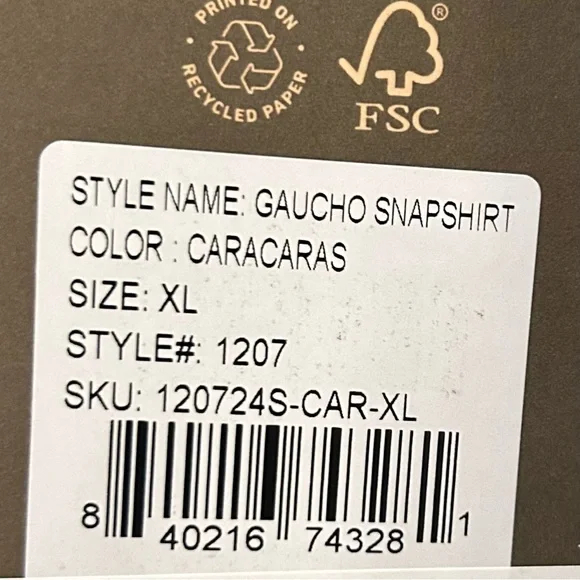 PRINTED ON
RECYCLED PAPER
®
FSC
STYLE NAME: GAUCHO SNAPSHIRT
COLOR : CARACARAS
SIZE: XL
STYLE#: 1207
SKU: 120724S-CAR-XL
8 40216 74328 1